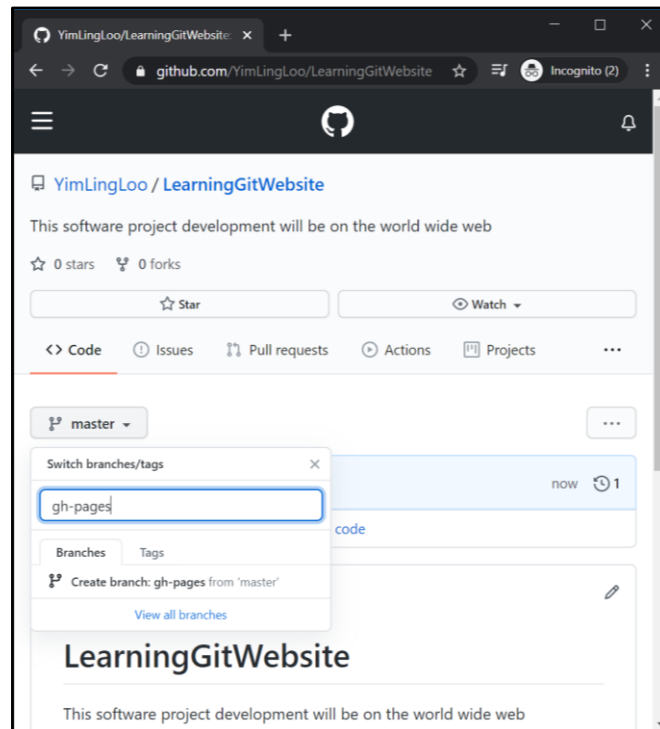 YimLingLoo/LearningGitWebsite:
github.com/YimLingLoo/LearningGitWebsite
Incognito (2)
YimLingLoo / LearningGitWebsite
This software project development will be on the world wide web
0 stars 0 forks
Star
Watch
Code Issues Pull requests Actions Projects ...
master
...
Switch branches/tags
now 1
gh-pages
code
Branches Tags
Create branch: gh-pages from 'master'
View all branches
LearningGitWebsite
This software project development will be on the world wide web